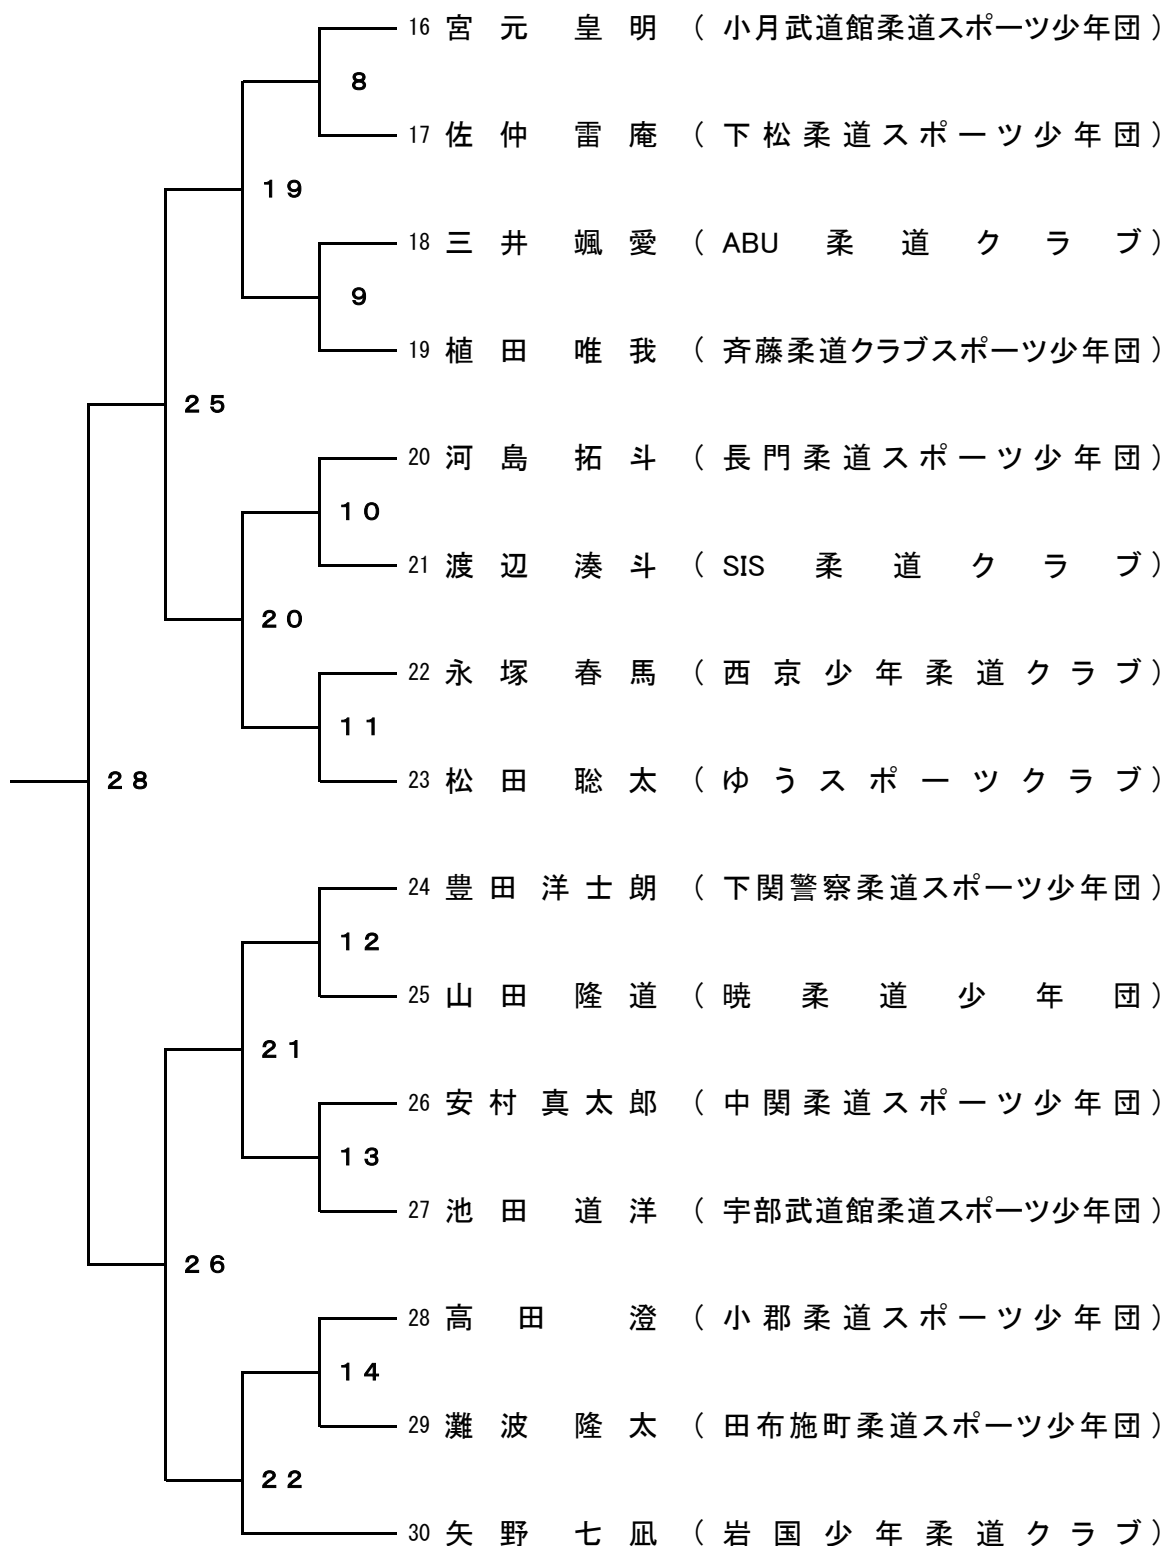 16 宮元 皇明 （ 小月武道館柔道スポーツ少年団 ）
8
17 佐仲 雷庵 （ 下松柔道スポーツ少年団 ）
19
18 三井 颯愛 （ ABU柔道クラブ ）
9
19 植田 唯我 （ 斉藤柔道クラブスポーツ少年団 ）
25
20 河島 拓斗 （ 長門柔道スポーツ少年団 ）
10
21 渡辺 湊斗 （ SIS柔道クラブ ）
20
22 永塚 春馬 （ 西京少年柔道クラブ ）
11
23 松田 聡太 （ ゆうスポーツクラブ ）
28
24 豊田 洋士朗 （ 下関警察柔道スポーツ少年団 ）
12
25 山田 隆道 （ 暁柔道少年団 ）
21
26 安村 真太郎 （ 中関柔道スポーツ少年団 ）
13
27 池田 道洋 （ 宇部武道館柔道スポーツ少年団 ）
26
28 高田 澄 （ 小郡柔道スポーツ少年団 ）
14
29 灘波 隆太 （ 田布施町柔道スポーツ少年団 ）
22
30 矢野 七凪 （ 岩国少年柔道クラブ ）